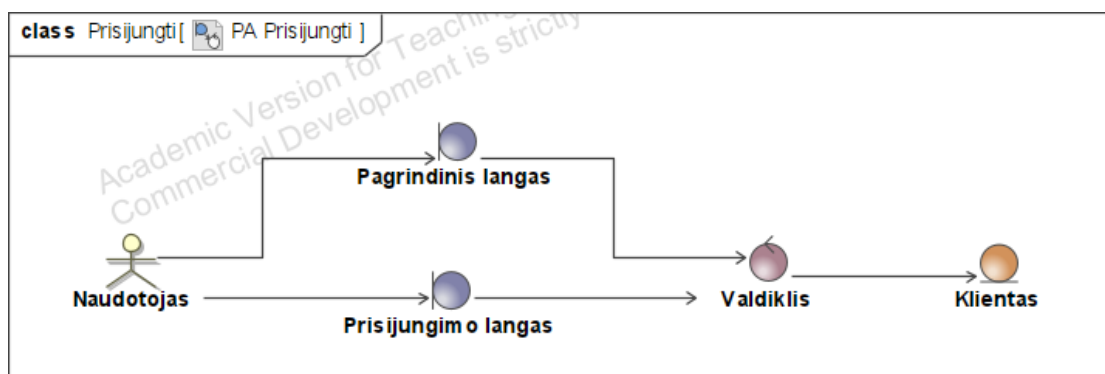 class Prisijungti[ PA Prisijungti ]
Academic Version for Teaching
Commercial Development is strictly
Pagrindinis langas
Naudotojas
Valdiklis
Klientas
Prisijungimo langas